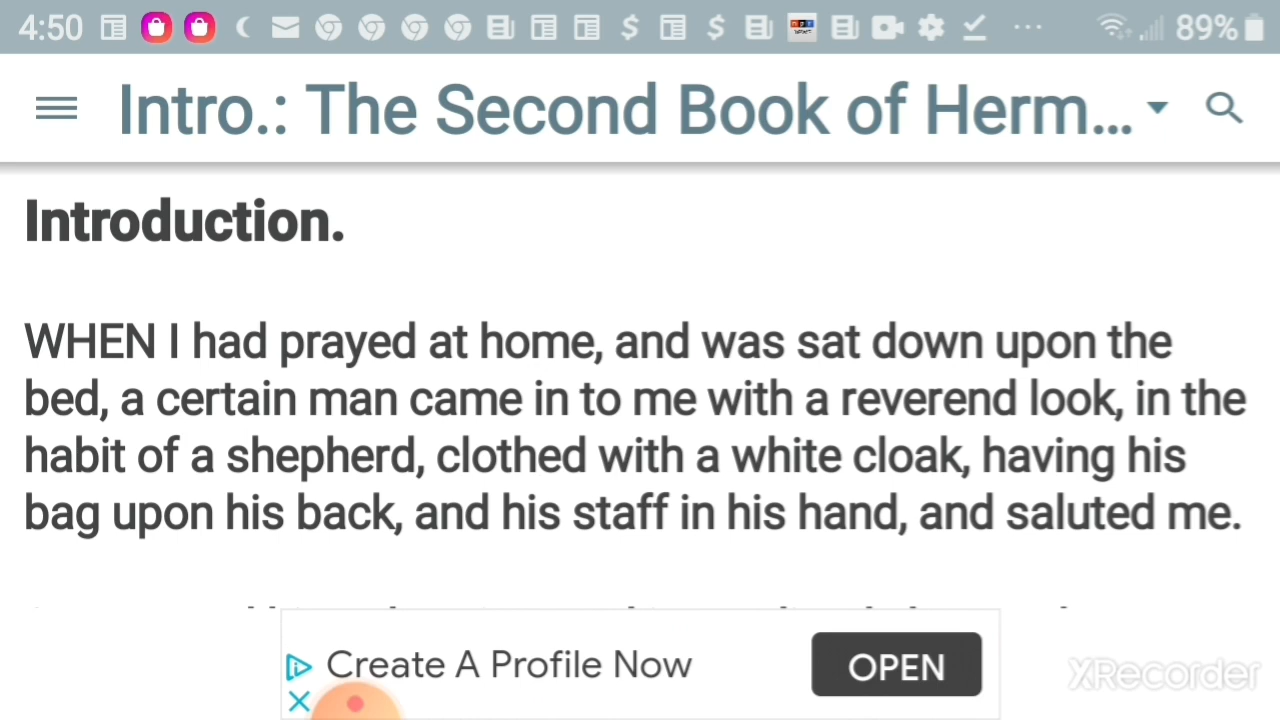 4:50
89%
Intro.: The Second Book of Herm...
Introduction.
WHEN I had prayed at home, and was sat down upon the
bed, a certain man came in to me with a reverend look, in the
habit of a shepherd, clothed with a white cloak, having his
bag upon his back, and his staff in his hand, and saluted me.
Create A Profile Now
OPEN
XRecorder